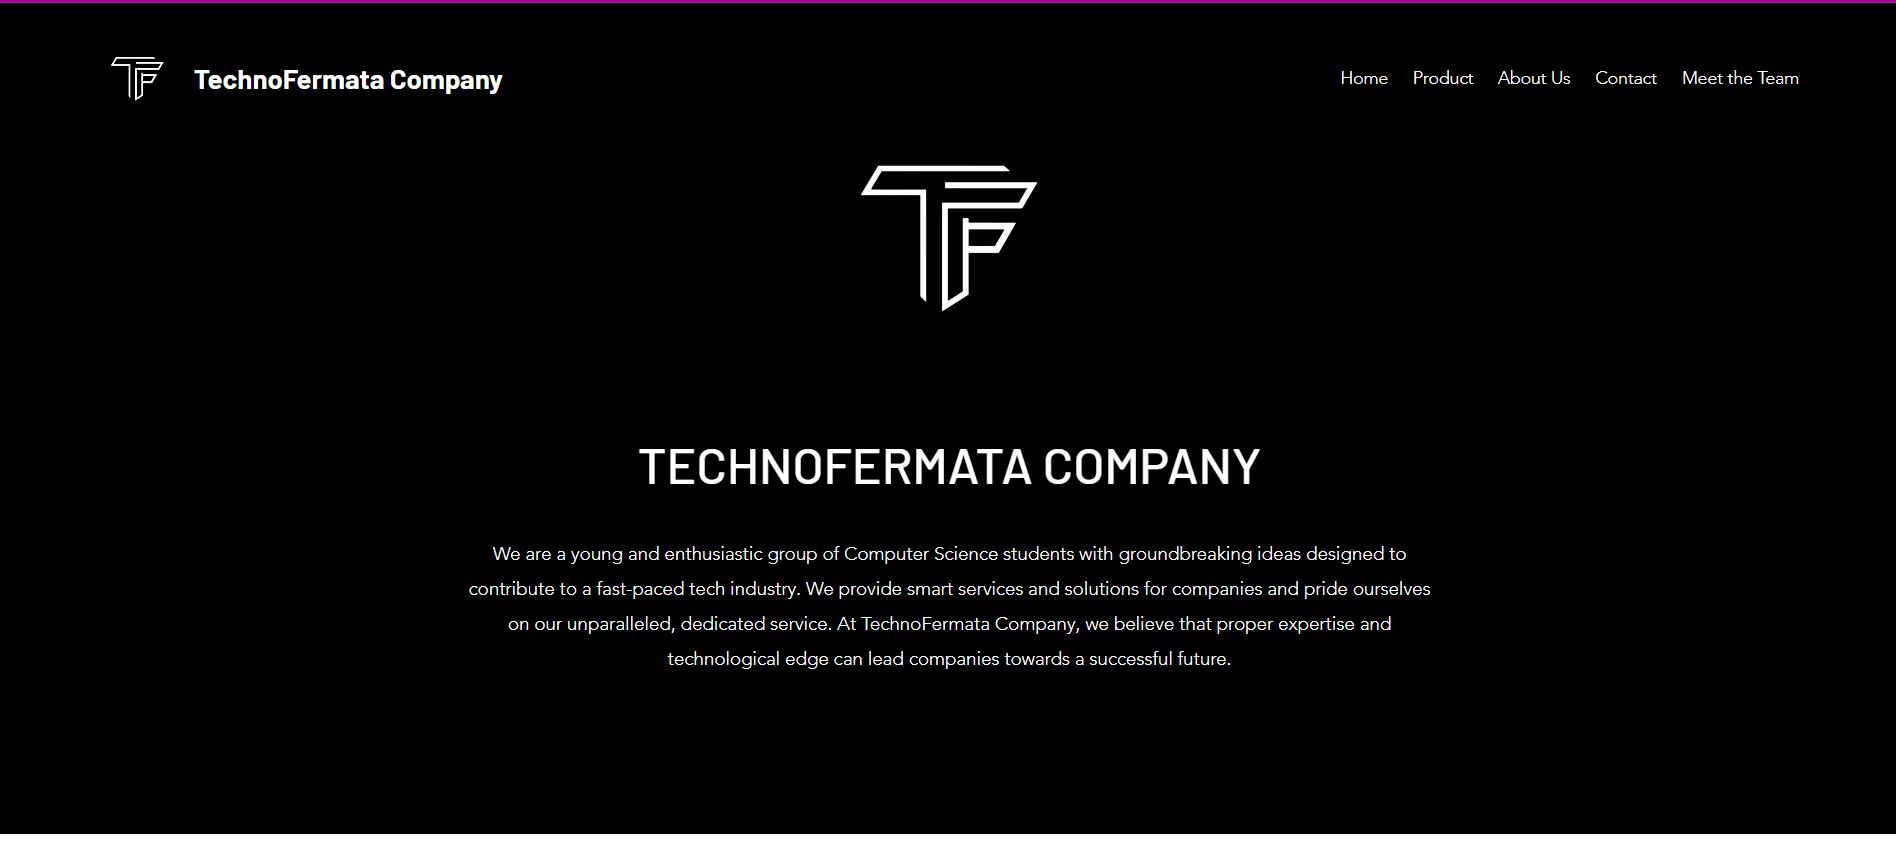 TF
TechnoFermata Company
Home Product About Us Contact Meet the Team
TF
TECHNOFERMATA COMPANY
We are a young and enthusiastic group of Computer Science students with groundbreaking ideas designed to
contribute to a fast-paced tech industry. We provide smart services and solutions for companies and pride ourselves
on our unparalleled, dedicated service. At TechnoFermata Company, we believe that proper expertise and
technological edge can lead companies towards a successful future.